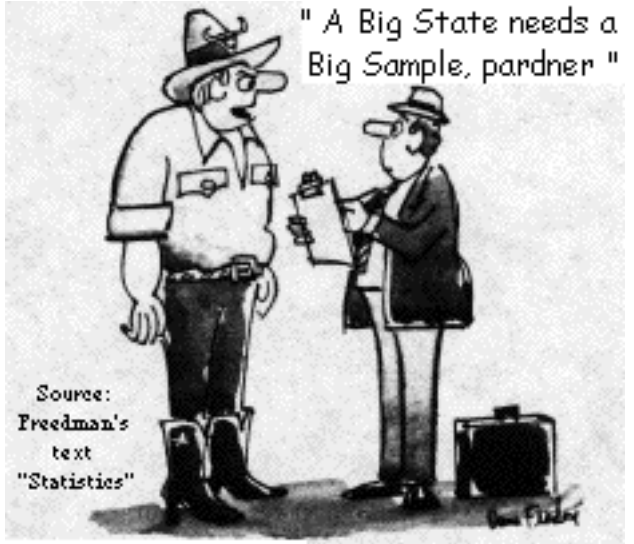 " A Big State needs a
Big Sample, pardner "
Source:
Freedman's
text
"Statistics"